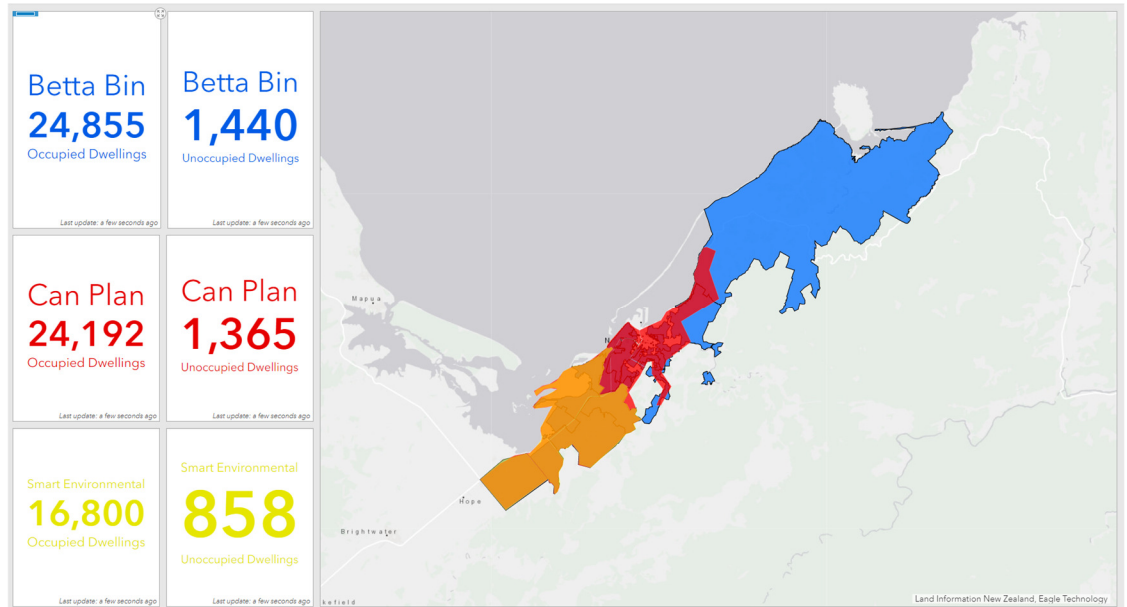 Betta Bin
24,855
Occupied Dwellings
Last update: a few seconds ago
Betta Bin
1,440
Unoccupied Dwellings
Last update: a few seconds ago
Can Plan
24,192
Occupied Dwellings
Last update: a few seconds ago
Can Plan
1,365
Unoccupied Dwellings
Last update: a few seconds ago
Smart Environmental
16,800
Occupied Dwellings
Last update: a few seconds ago
Smart Environmental
858
Unoccupied Dwellings
Last update: a few seconds ago
Mapua
Hope
Brightwater
kefield
Land Information New Zealand, Eagle Technology